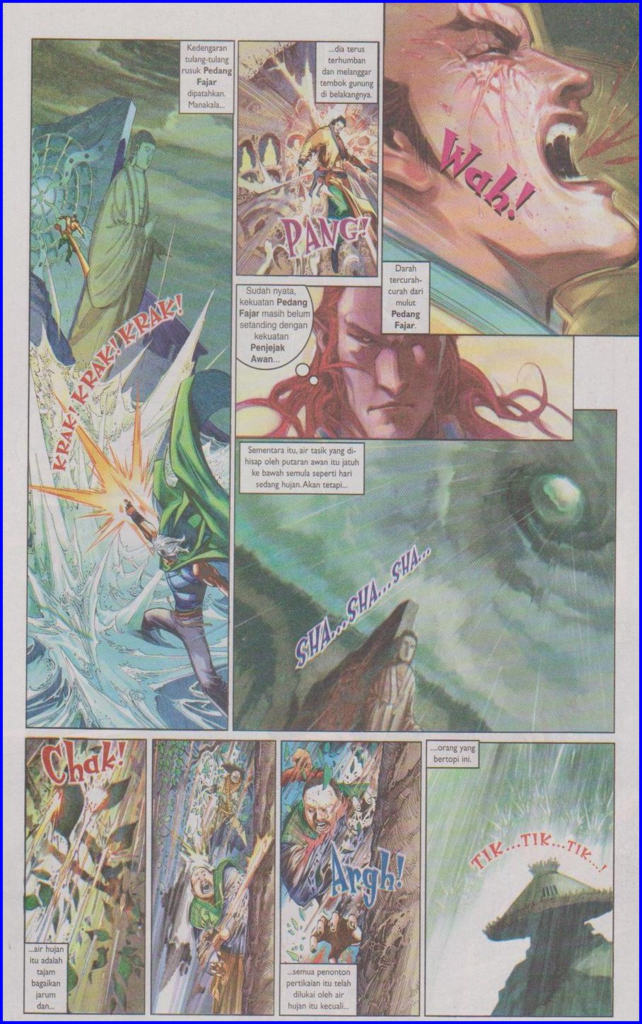 Kedengaran
tulang-tulang
rusuk Pedang
Fajar
dipatahkan.
Manakala...
KRAK! KRAK! KRAK!
...dia terus
terhumban
dan melanggar
tembok gunung
di belakangnya.
PANG!
Wah!
Darah
tercurah-
curah dari
mulut
Pedang
Fajar.
Sudah nyata,
kekuatan Pedang
Fajar masih belum
setanding dengan
kekuatan
Penjejak
Awan...
Sementara itu, air tasik yang di-
hisap oleh putaran awan itu jatuh
ke bawah semula seperti hari
sedang hujan. Akan tetapi...
SHA...SHA...SHA...
Chak!
...air hujan
itu adalah
tajam
bagaikan
jarum
dan...
Argh!
...semua penonton
pertikaian itu telah
dilukai oleh air
hujan itu kecuali...
...orang yang
bertopi ini.
TIK...TIK...TIK...!